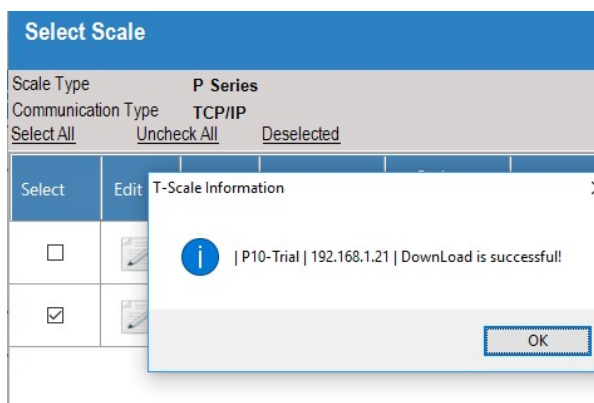 Select Scale
Scale Type P Series
Communication Type TCP/IP
Select All Uncheck All Deselected
Select Edit
T-Scale Information
| P10-Trial | 192.168.1.21 | DownLoad is successful!
OK